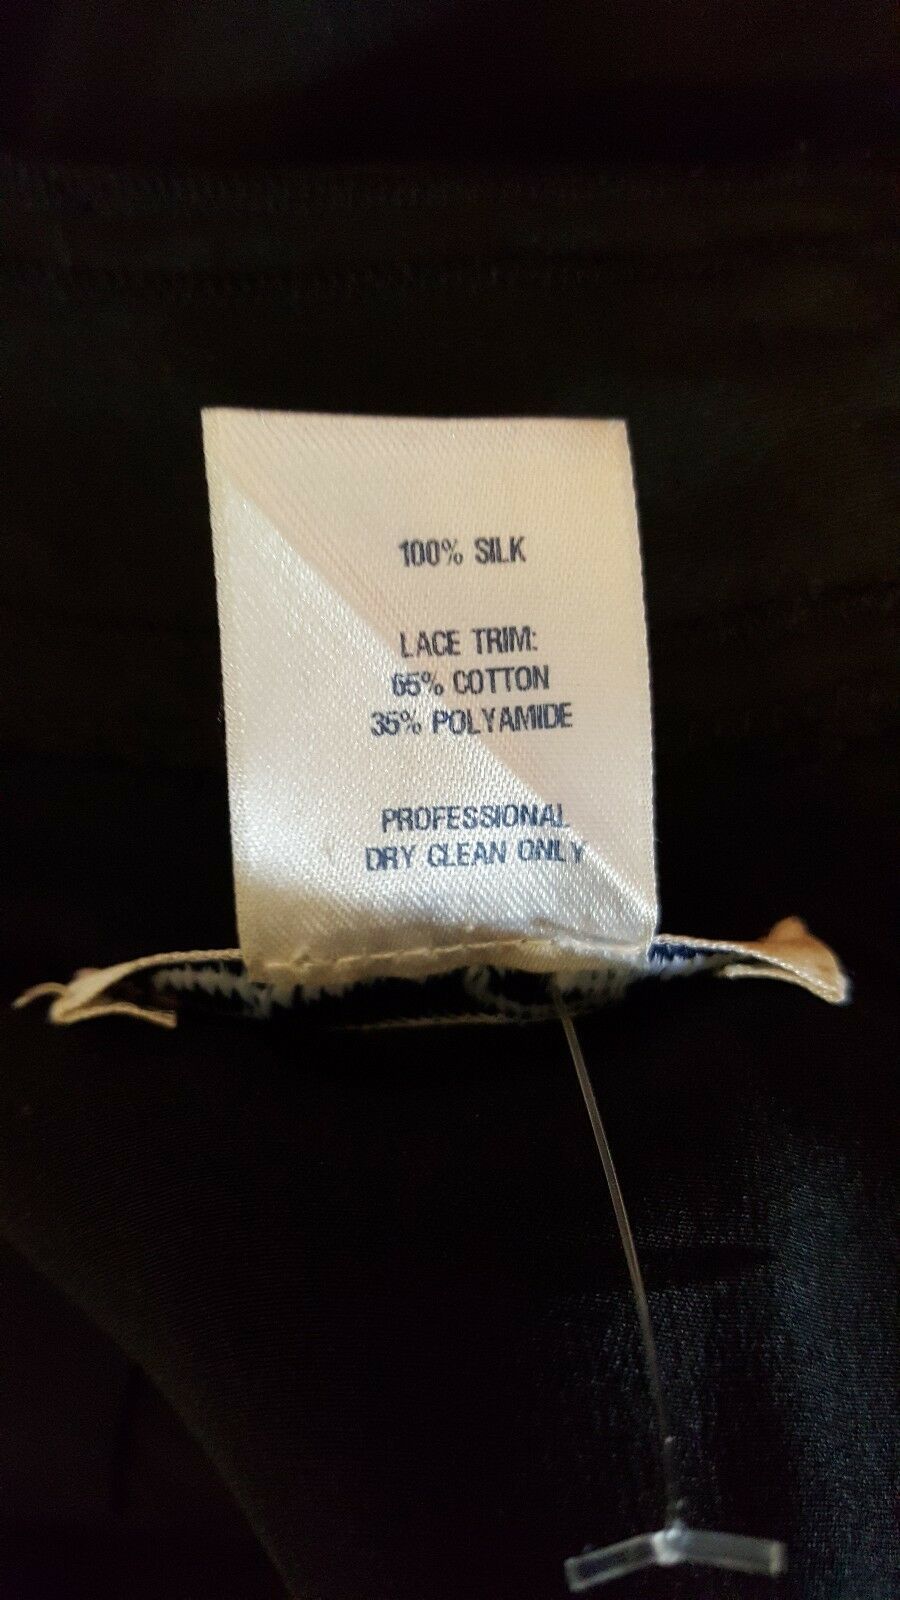 100% SILK
LACE TRIM:
65% COTTON
35% POLYAMIDE
PROFESSIONAL
DRY CLEAN ONLY